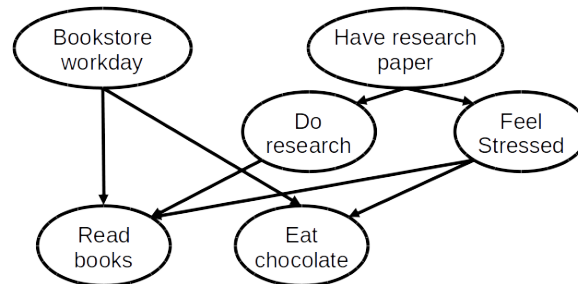 Bookstore
workday
Have research
paper
Do
research
Feel
Stressed
Read
books
Eat
chocolate